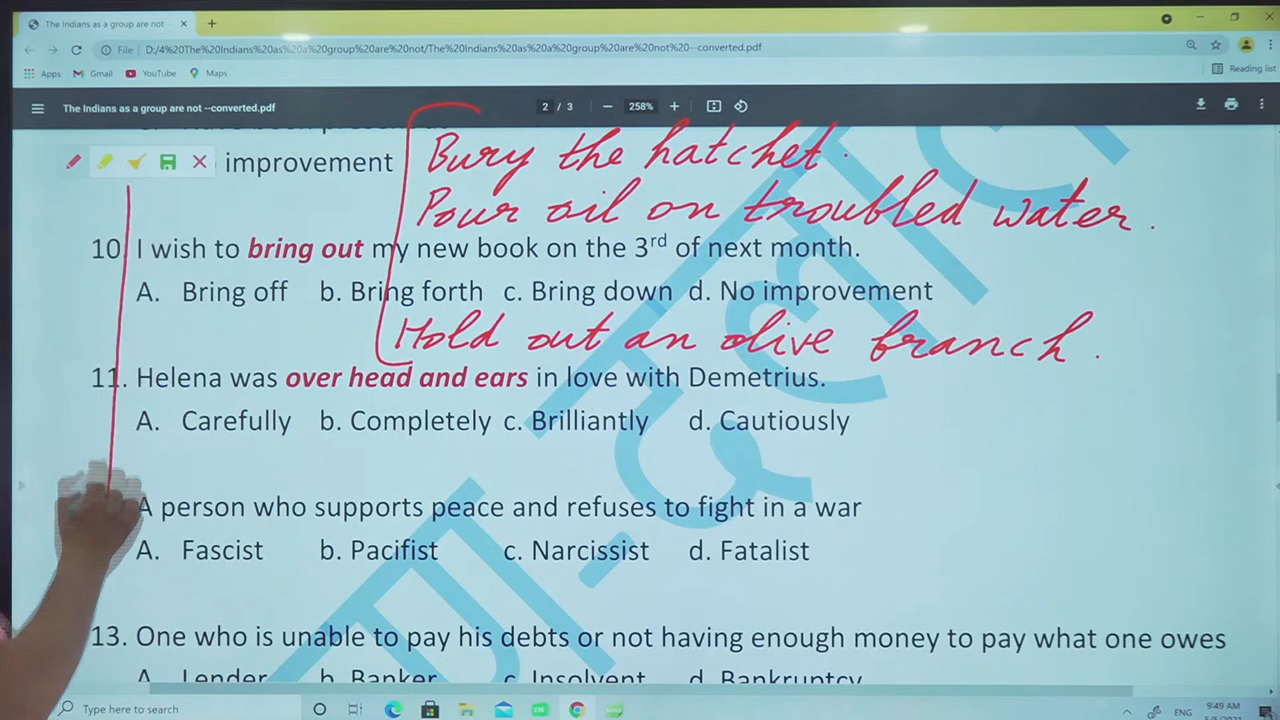 The Indians as a group are not -
File D:/4%20The%20Indians%20as%20a%20group%20are%20not/The%20Indians%20as%20a%20group%20are%20not%20--converted.pdf
Apps Gmail YouTube Maps Reading list
The Indians as a group are not --converted.pdf 2 / 3 258%
improvement
Bury the hatchet.
Pour oil on troubled water.
10. I wish to bring out my new book on the 3rd of next month.
A. Bring off b. Bring forth c. Bring down d. No improvement
Hold out an olive branch.
11. Helena was over head and ears in love with Demetrius.
A. Carefully b. Completely c. Brilliantly d. Cautiously
A person who supports peace and refuses to fight in a war
A. Fascist b. Pacifist c. Narcissist d. Fatalist
13. One who is unable to pay his debts or not having enough money to pay what one owes
A. Lender b. Banker c. Insolvent d. Bankruptcy
Type here to search ENG 9:49 AM